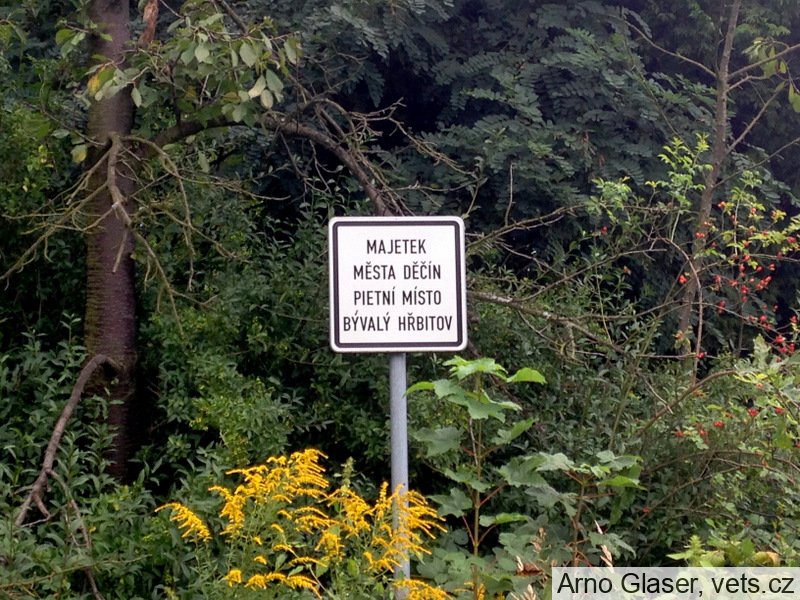 MAJETEK
MĚSTA DĚČÍN
PIETNÍ MÍSTO
BÝVALÝ HŘBITOV
Arno Glaser, vets.cz